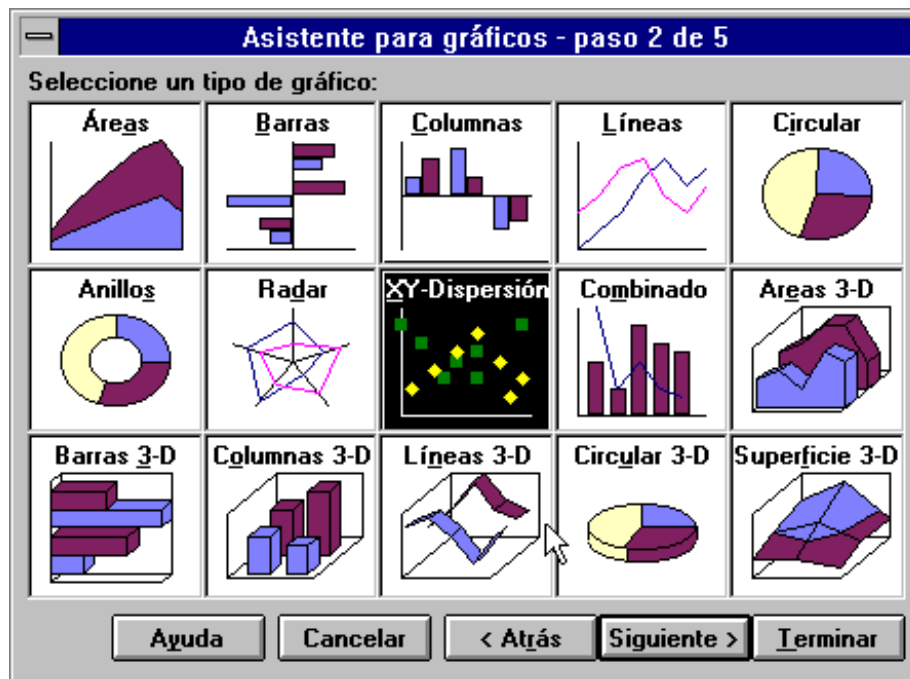 Asistente para gráficos - paso 2 de 5
Seleccione un tipo de gráfico:
Áreas
Barras
Columnas
Líneas
Circular
Anillos
Radar
XY-Dispersión
Combinado
Areas 3-D
Barras 3-D
Columnas 3-D
Líneas 3-D
Circular 3-D
Superficie 3-D
Ayuda
Cancelar
< Atrás
Siguiente >
Terminar